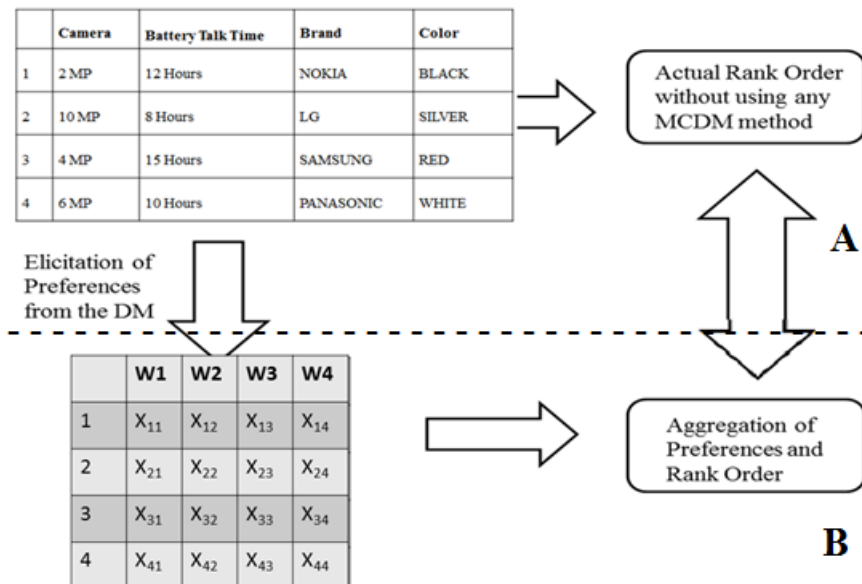 Camera Battery Talk Time Brand Color
1 2 MP 12 Hours NOKIA BLACK
2 10 MP 8 Hours LG SILVER
3 4 MP 15 Hours SAMSUNG RED
4 6 MP 10 Hours PANASONIC WHITE
Actual Rank Order
without using any
MCDM method
A
Elicitation of
Preferences
from the DM
W1 W2 W3 W4
1 X₁₁ X₁₂ X₁₃ X₁₄
2 X₂₁ X₂₂ X₂₃ X₂₄
3 X₃₁ X₃₂ X₃₃ X₃₄
4 X₄₁ X₄₂ X₄₃ X₄₄
Aggregation of
Preferences and
Rank Order
B